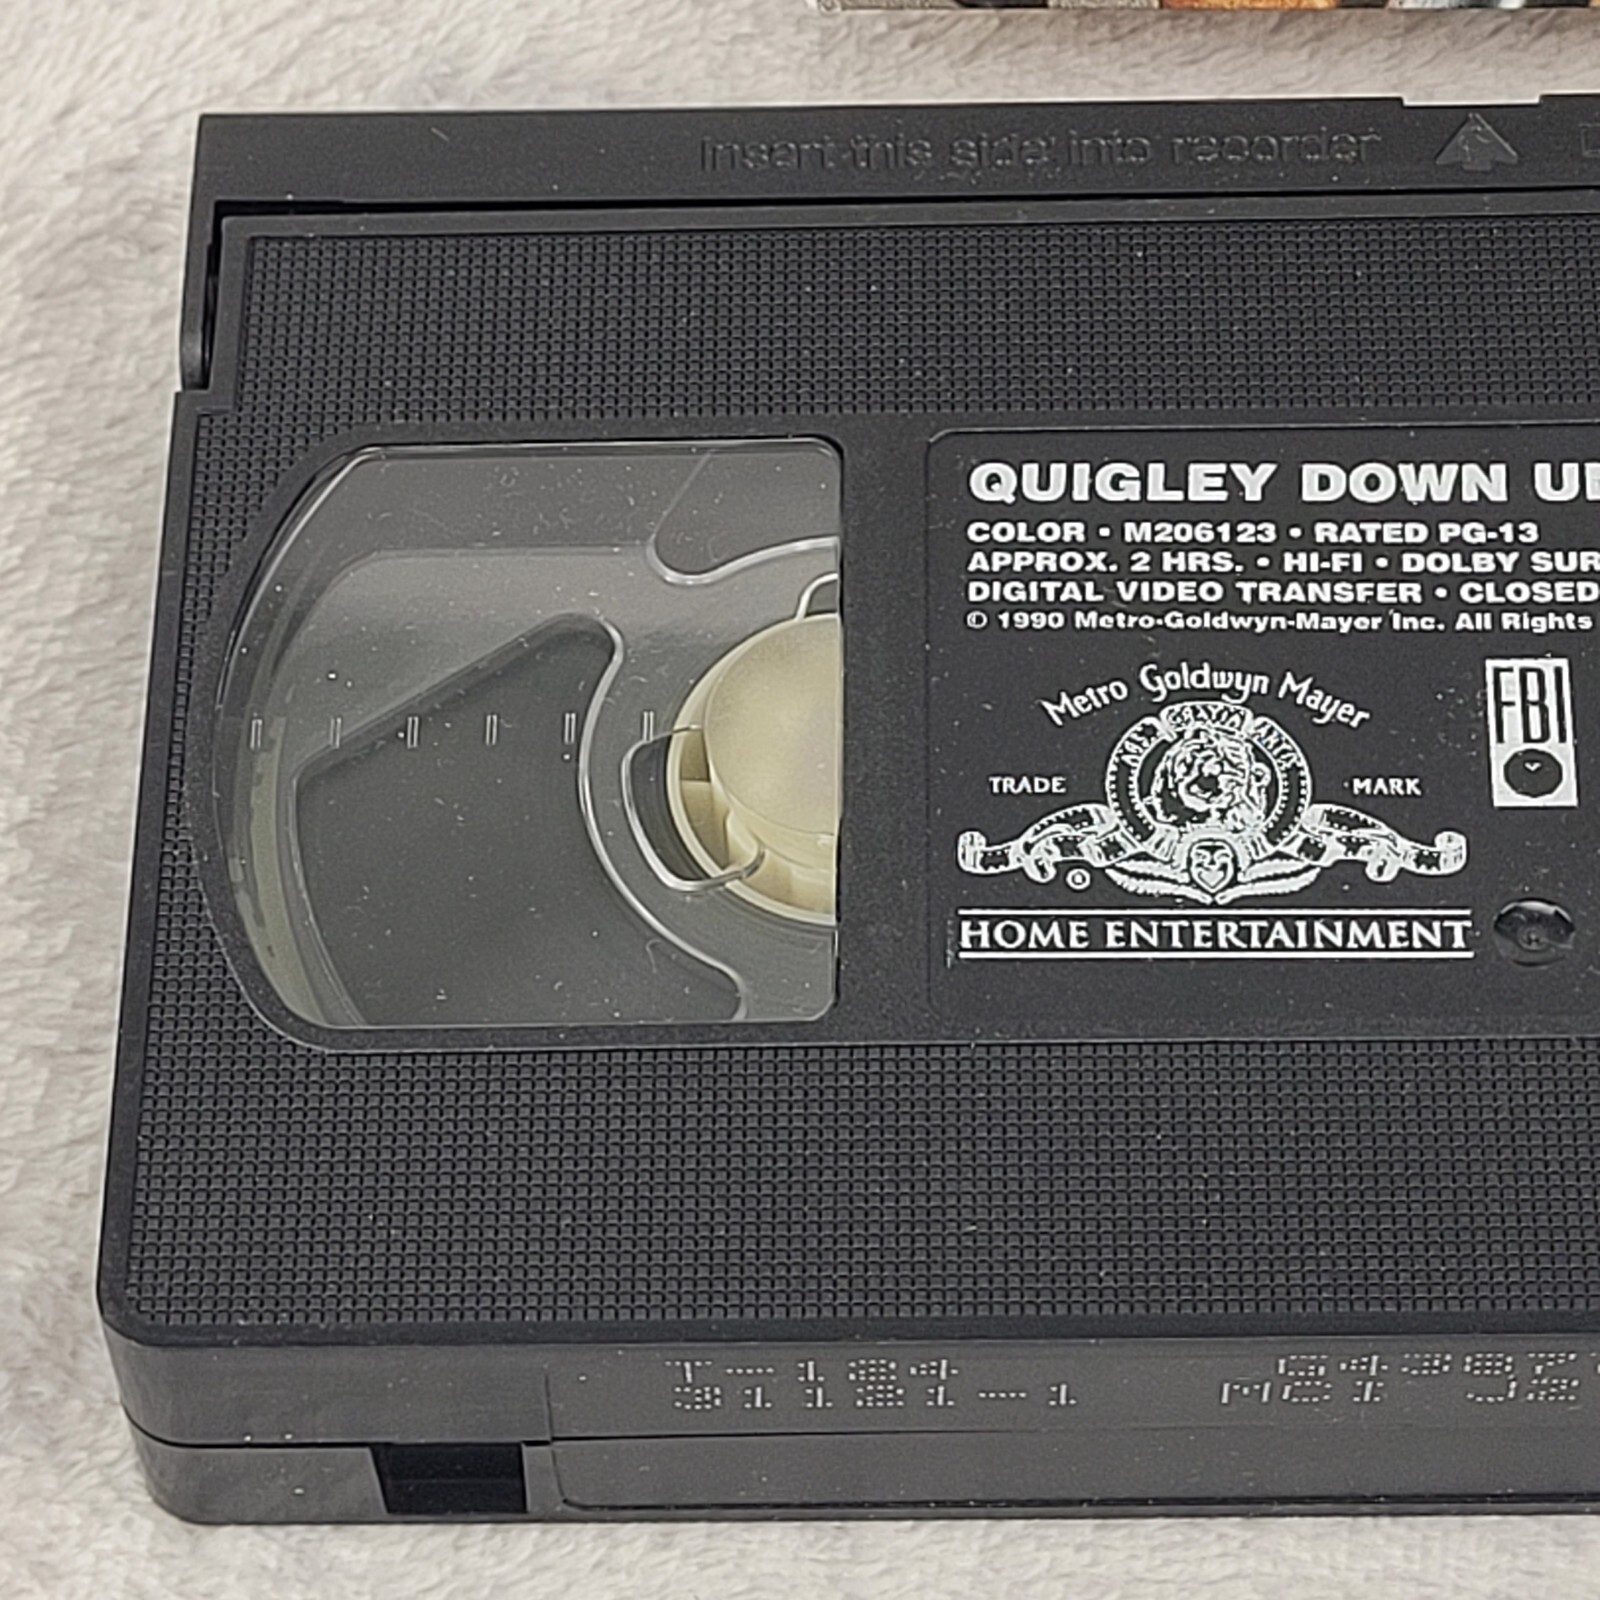 Insert this side into recorder
QUIGLEY DOWN
COLOR • M206123 • RATED PG-13
APPROX. 2 HRS. • HI-FI • DOLBY
DIGITAL VIDEO TRANSFER • CLOSED
© 1990 Metro-Goldwyn-Mayer Inc. All Rights
Metro Goldwyn Mayer
FBI
TRADE MARK
®
HOME ENTERTAINMENT